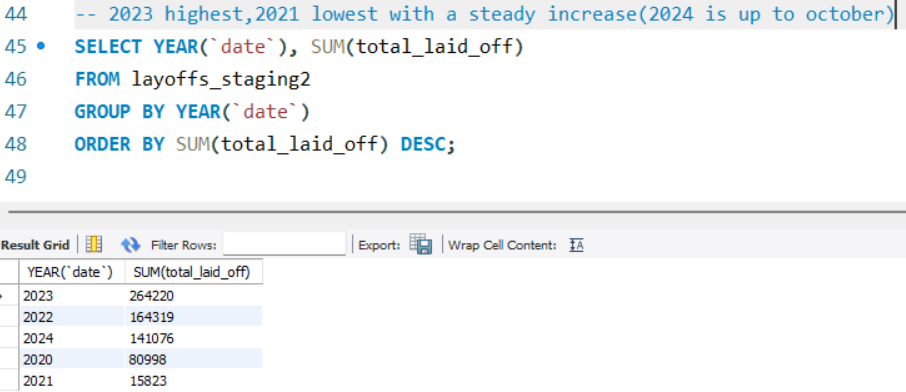 44 -- 2023 highest,2021 lowest with a steady increase(2024 is up to october)
45 SELECT YEAR(`date`), SUM(total_laid_off)
46 FROM layoffs_staging2
47 GROUP BY YEAR(`date`)
48 ORDER BY SUM(total_laid_off) DESC;
49
Result Grid Filter Rows: Export: Wrap Cell Content: IA
YEAR(`date`) SUM(total_laid_off)
2023 264220
2022 164319
2024 141076
2020 80998
2021 15823